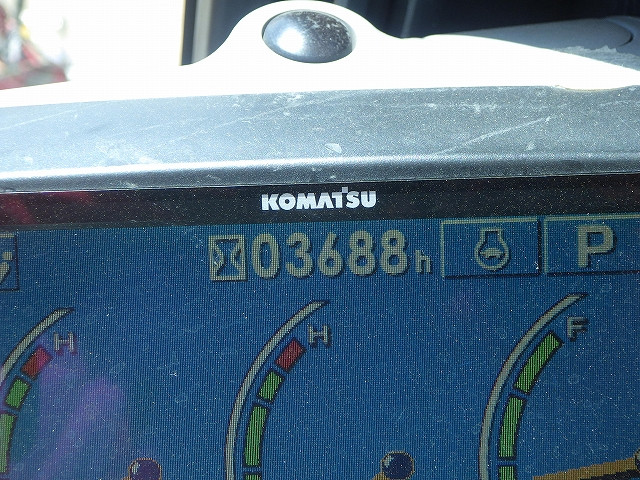 KOMATSU
03688h P
H H F